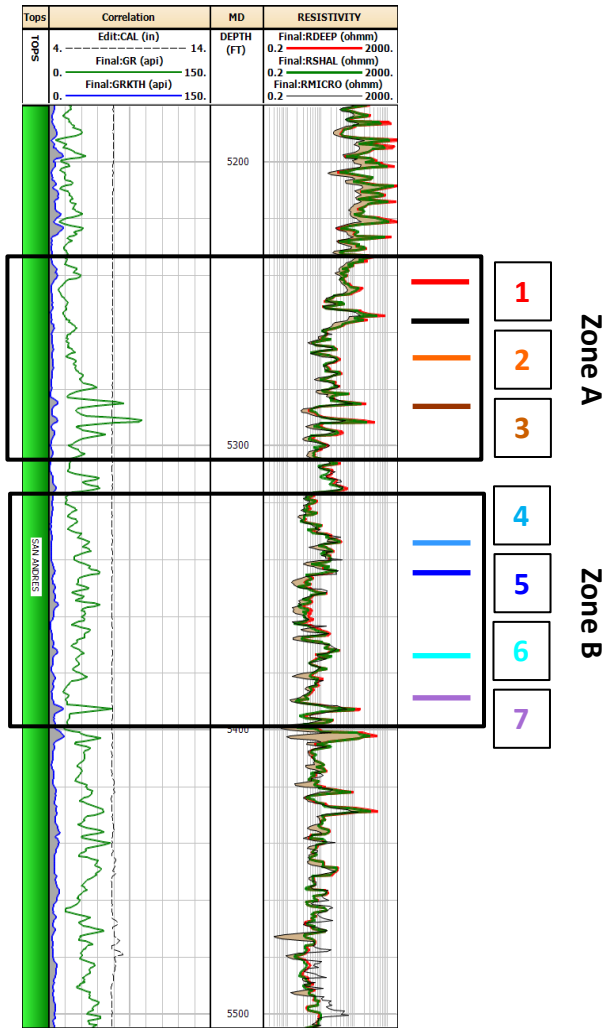 Tops Correlation MD RESISTIVITY
TOPS
Edit:CAL (in)
4. 14.
Final:GR (api)
0. 150.
Final:GRKTH (api)
0. 150.
DEPTH
(FT)
Final:RDEEP (ohmm)
0.2 2000.
Final:RSHAL (ohmm)
0.2 2000.
Final:RMICRO (ohmm)
0.2 2000.
5200
5300
5400
5500
SAN ANDRES
1
2
3
Zone A
4
5
6
7
Zone B